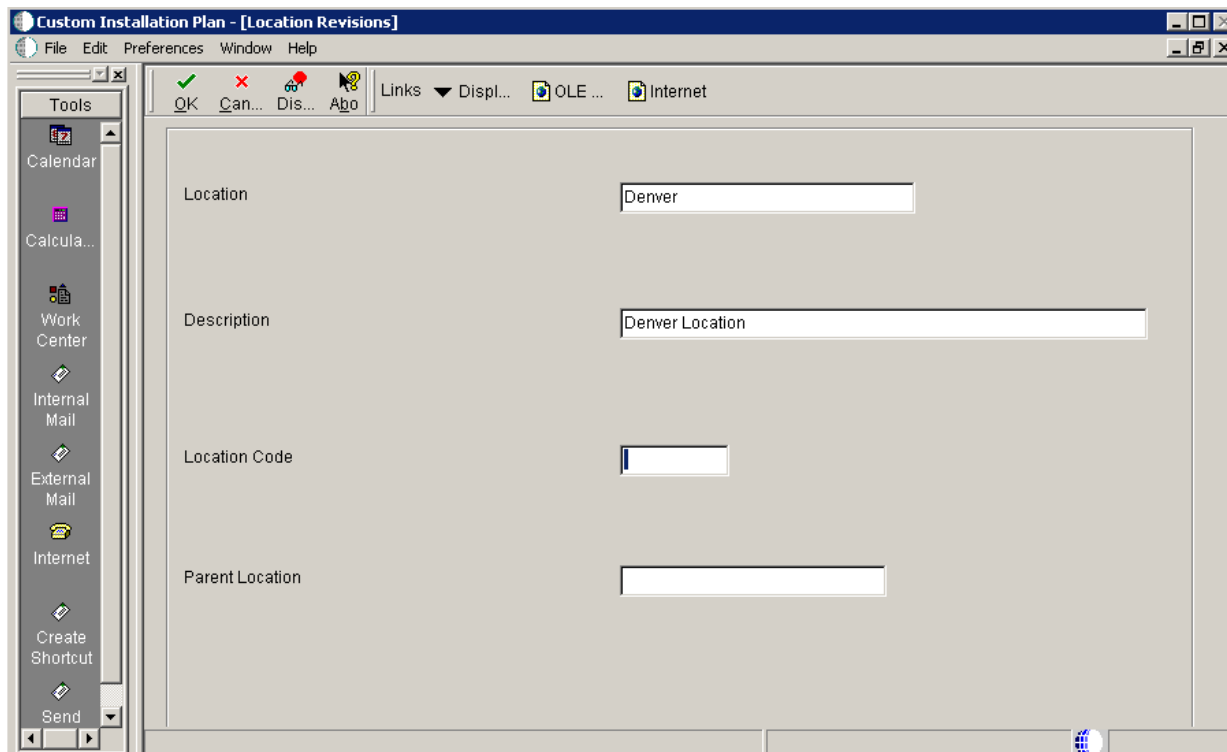 Custom Installation Plan - [Location Revisions]
File Edit Preferences Window Help
Tools
OK Can... Dis... Abo Links Displ... OLE ... Internet
Calendar
Calcula...
Work
Center
Internal
Mail
External
Mail
Internet
Create
Shortcut
Send
Location
Denver
Description
Denver Location
Location Code
Parent Location